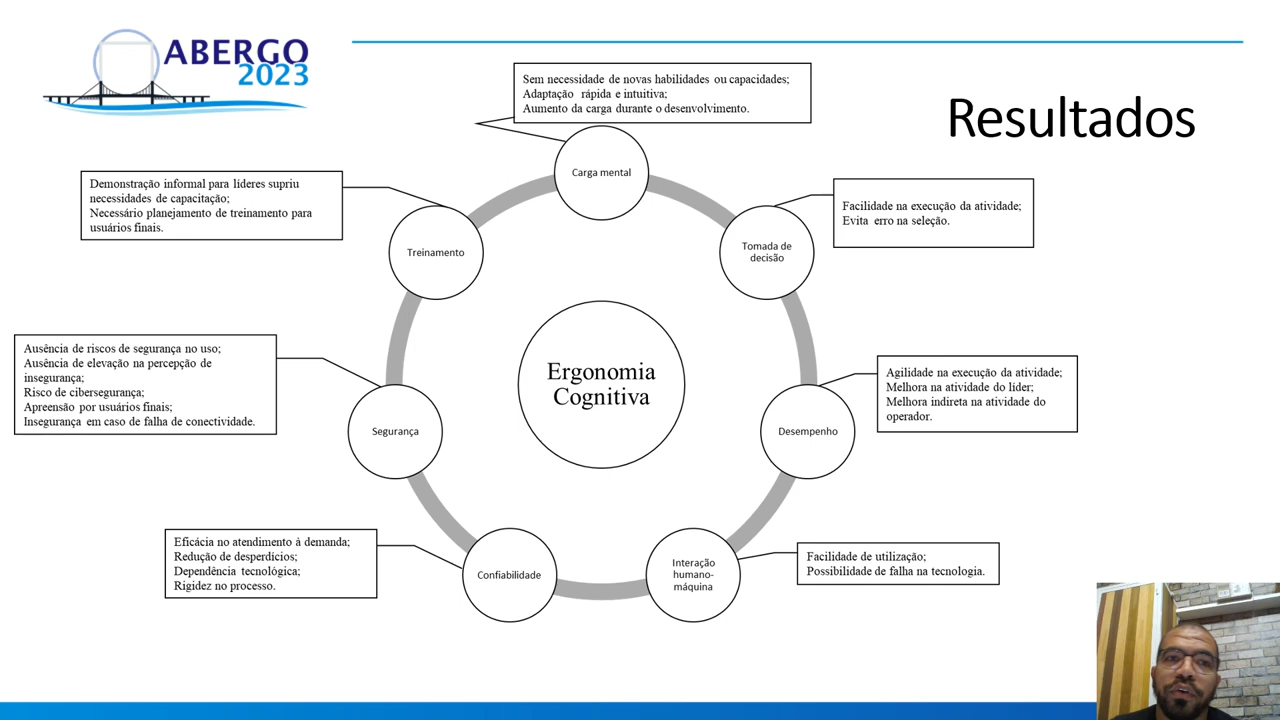 ABERGO
2023
Resultados
Sem necessidade de novas habilidades ou capacidades;
Adaptação rápida e intuitiva;
Aumento da carga durante o desenvolvimento.
Carga mental
Facilidade na execução da atividade;
Evita erro na seleção.
Tomada de
decisão
Agilidade na execução da atividade;
Melhora na atividade do líder;
Melhora indireta na atividade do
operador.
Desempenho
Facilidade de utilização;
Possibilidade de falha na tecnologia.
Interação
humano-
máquina
Eficácia no atendimento à demanda;
Redução de desperdícios;
Dependência tecnológica;
Rigidez no processo.
Confiabilidade
Ausência de riscos de segurança no uso;
Ausência de elevação na percepção de
insegurança;
Risco de cibersegurança;
Apreensão por usuários finais;
Insegurança em caso de falha de conectividade.
Segurança
Demonstração informal para líderes supriu
necessidades de capacitação;
Necessário planejamento de treinamento para
usuários finais.
Treinamento
Ergonomia
Cognitiva